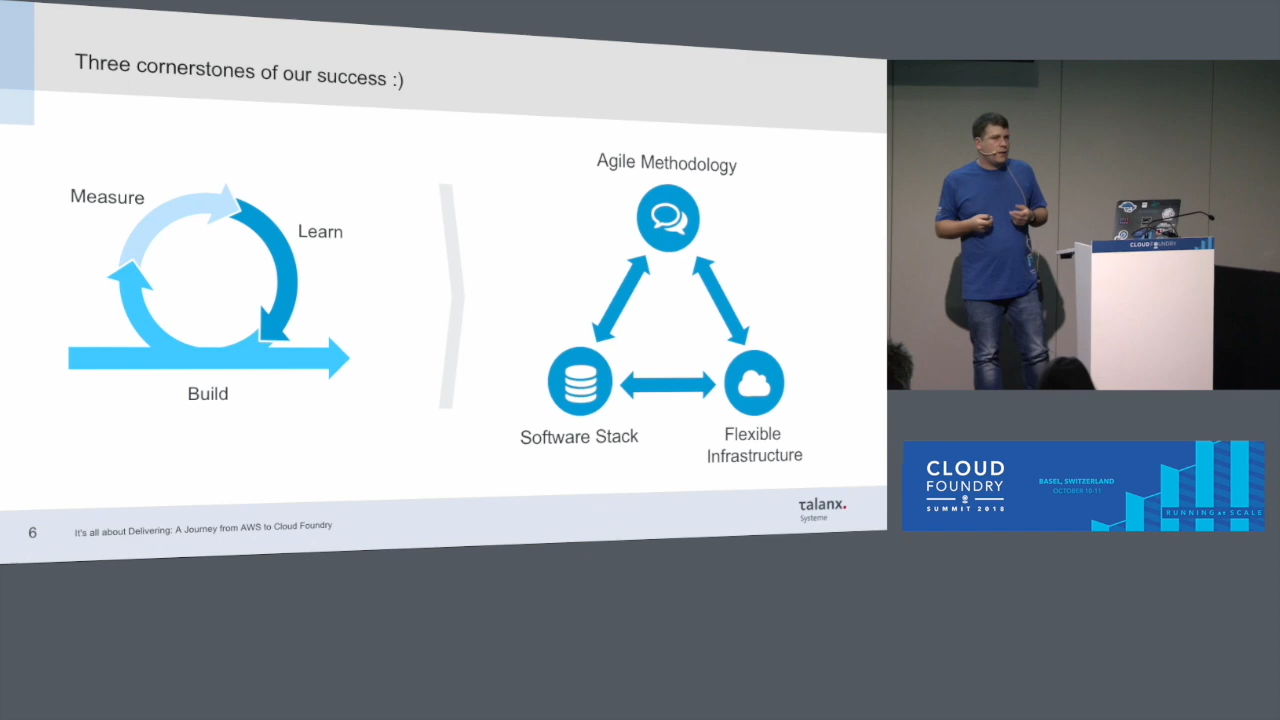 Three cornerstones of our success :)
Measure
Learn
Build
Agile Methodology
Software Stack
Flexible
Infrastructure
6
It's all about Delivering: A Journey from AWS to Cloud Foundry
talanx.
Systeme
CLOUD FOUNDRY
CLOUD
FOUNDRY
SUMMIT 2018
BASEL, SWITZERLAND
OCTOBER 10-11
RUNNING AT SCALE